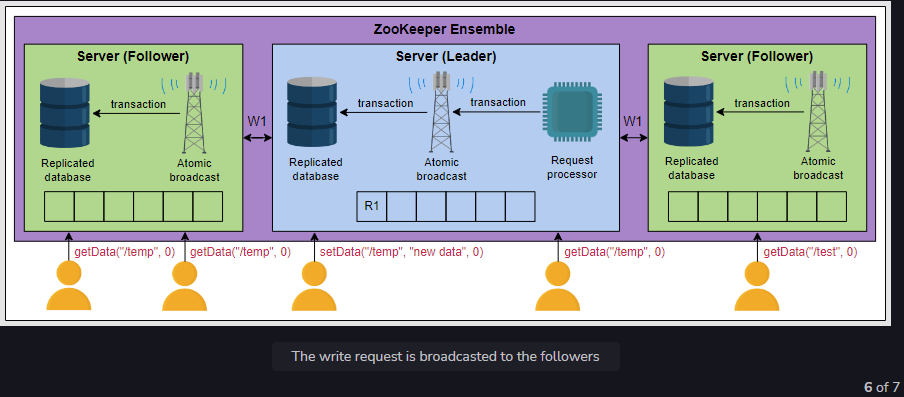 ZooKeeper Ensemble
Server (Follower)
transaction
Replicated
database
Atomic
broadcast
W1
Server (Leader)
transaction
transaction
Replicated
database
Atomic
broadcast
Request
processor
R1
W1
Server (Follower)
transaction
Replicated
database
Atomic
broadcast
getData("/temp", 0)
getData("/temp", 0)
setData("/temp", "new data", 0)
getData("/temp", 0)
getData("/test", 0)
The write request is broadcasted to the followers
6 of 7